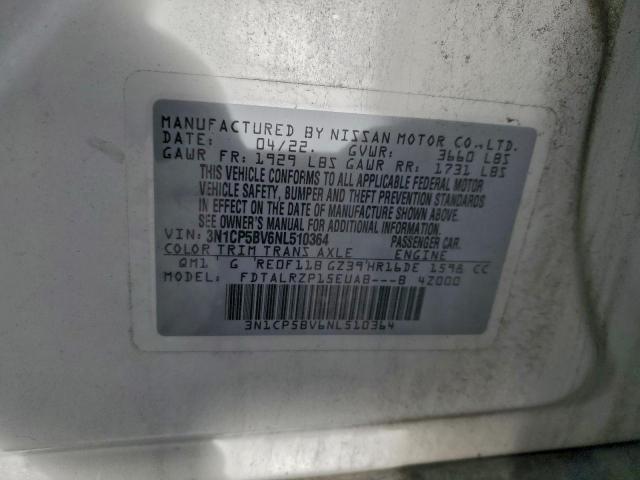 MANUFACTURED BY NISSAN MOTOR CO.,LTD.
DATE: 04/22. GVWR: 3660 LBS
GAWR FR: 1929 LBS GAWR RR: 1731 LBS
THIS VEHICLE CONFORMS TO ALL APPLICABLE FEDERAL MOTOR
VEHICLE SAFETY, BUMPER AND THEFT PREVENTION STANDARDS
IN EFFECT ON THE DATE OF MANUFACTURE SHOWN ABOVE.
SEE OWNER'S MANUAL FOR ADDITIONAL INFORMATION
VIN: 3N1CP5BV6NL510364 PASSENGER CAR.
COLOR TRIM TRANS AXLE ENGINE
QM1 G RE0F11B GZ39 HR16DE 1598 CC
MODEL: FDTALRZP15EUAB---B 4Z000
3N1CP5BV6NL510364